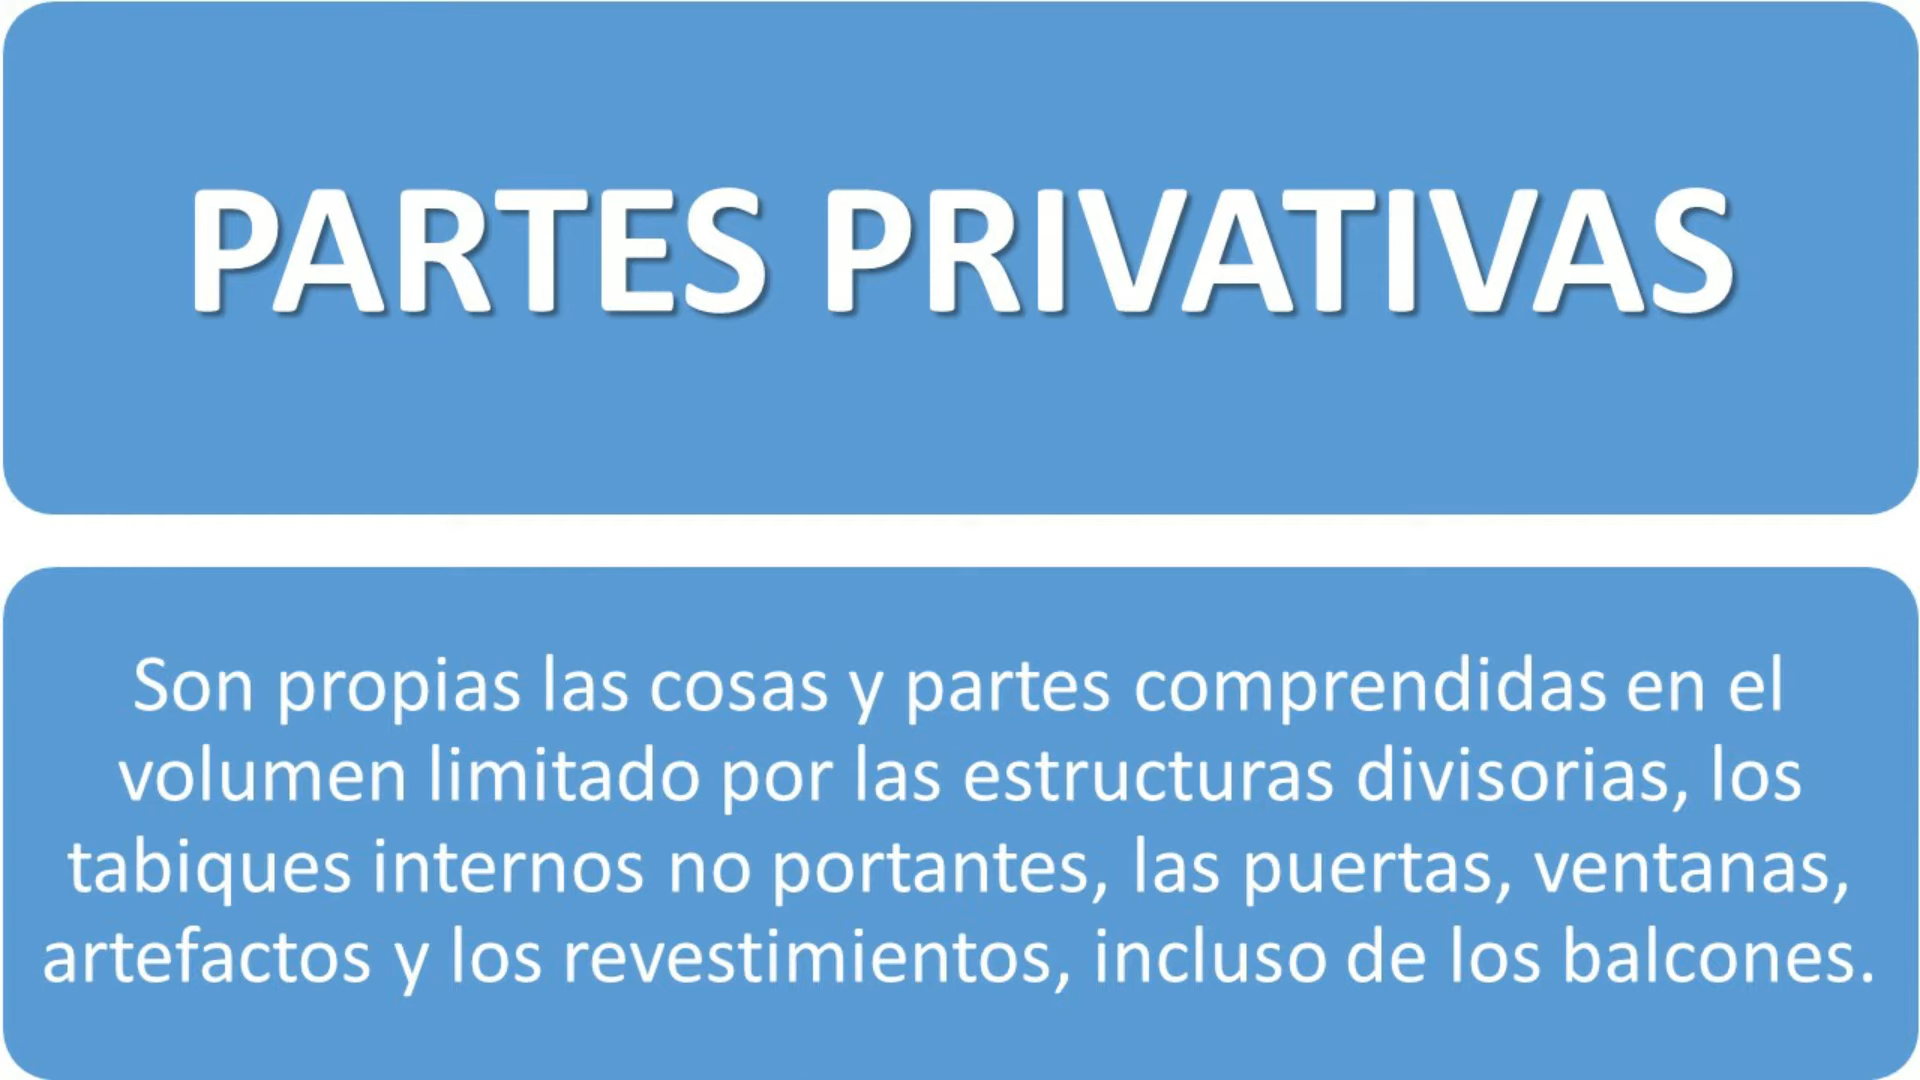 PARTES PRIVATIVAS
Son propias las cosas y partes comprendidas en el
volumen limitado por las estructuras divisorias, los
tabiques internos no portantes, las puertas, ventanas,
artefactos y los revestimientos, incluso de los balcones.